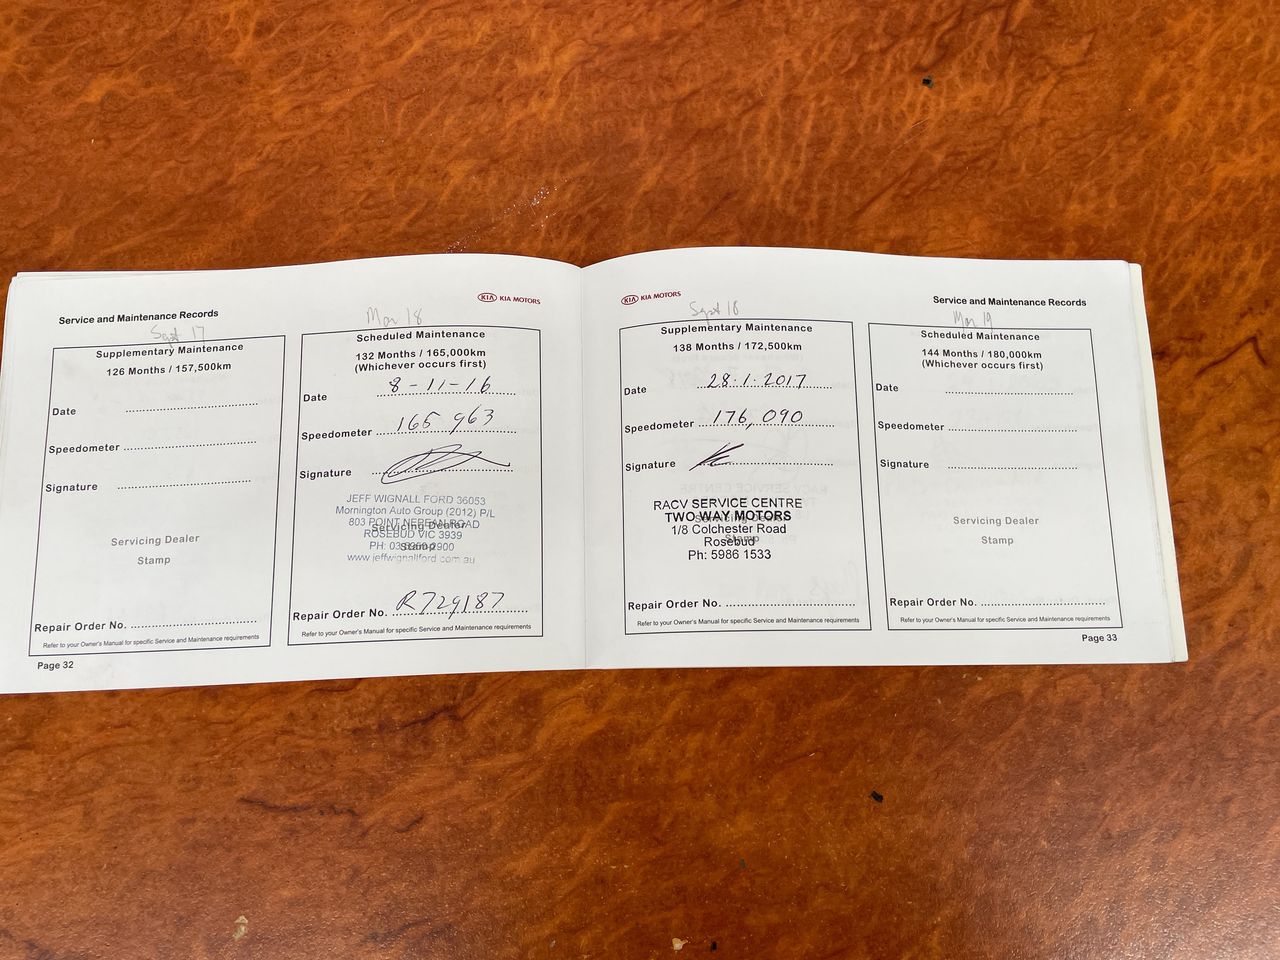 Service and Maintenance Records
KIA KIA MOTORS
Sept 17
Supplementary Maintenance
126 Months / 157,500km
Date
Speedometer
Signature
Servicing Dealer
Stamp
Repair Order No.
Refer to your Owner's Manual for specific Service and Maintenance requirements
Page 32
Mar 18
Scheduled Maintenance
132 Months / 165,000km
(Whichever occurs first)
Date 8-11-16
Speedometer 165-963
Signature
JEFF WIGNALL FORD 36053
Mornington Auto Group (2012) P/L
803 POINT NEPEAN ROAD
Servicing Dealer
ROSEBUD VIC 3939
Stamp
www.jeffwignallford.com.au
Repair Order No. R729187
Refer to your Owner's Manual for specific Service and Maintenance requirements
KIA KIA MOTORS
Service and Maintenance Records
Sept 18
Supplementary Maintenance
138 Months / 172,500km
Date 28.1.2017
Speedometer 176,090
Signature
RACV SERVICE CENTRE
TWO WAY MOTORS
Servicing Dealer
1/8 Colchester Road
Stamp
Rosebud
Ph: 5986 1533
Repair Order No.
Refer to your Owner's Manual for specific Service and Maintenance requirements
Mar 19
Scheduled Maintenance
144 Months / 180,000km
(Whichever occurs first)
Date
Speedometer
Signature
Servicing Dealer
Stamp
Repair Order No.
Refer to your Owner's Manual for specific Service and Maintenance requirements
Page 33